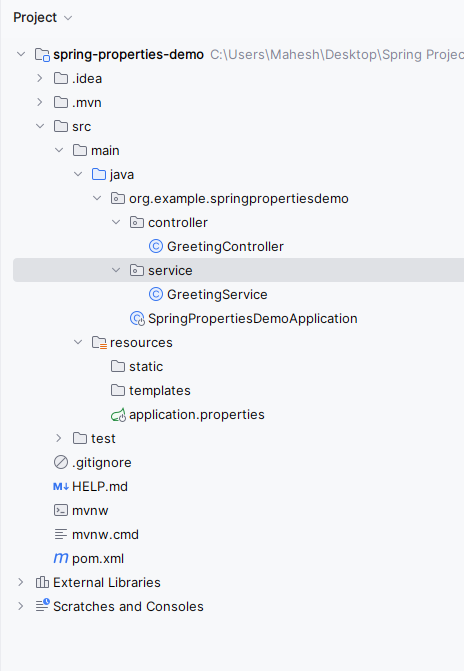 Project
spring-properties-demo C:\Users\Mahesh\Desktop\Spring Projec
.idea
.mvn
src
main
java
org.example.springpropertiesdemo
controller
GreetingController
service
GreetingService
SpringPropertiesDemoApplication
resources
static
templates
application.properties
test
.gitignore
HELP.md
mvnw
mvnw.cmd
pom.xml
External Libraries
Scratches and Consoles